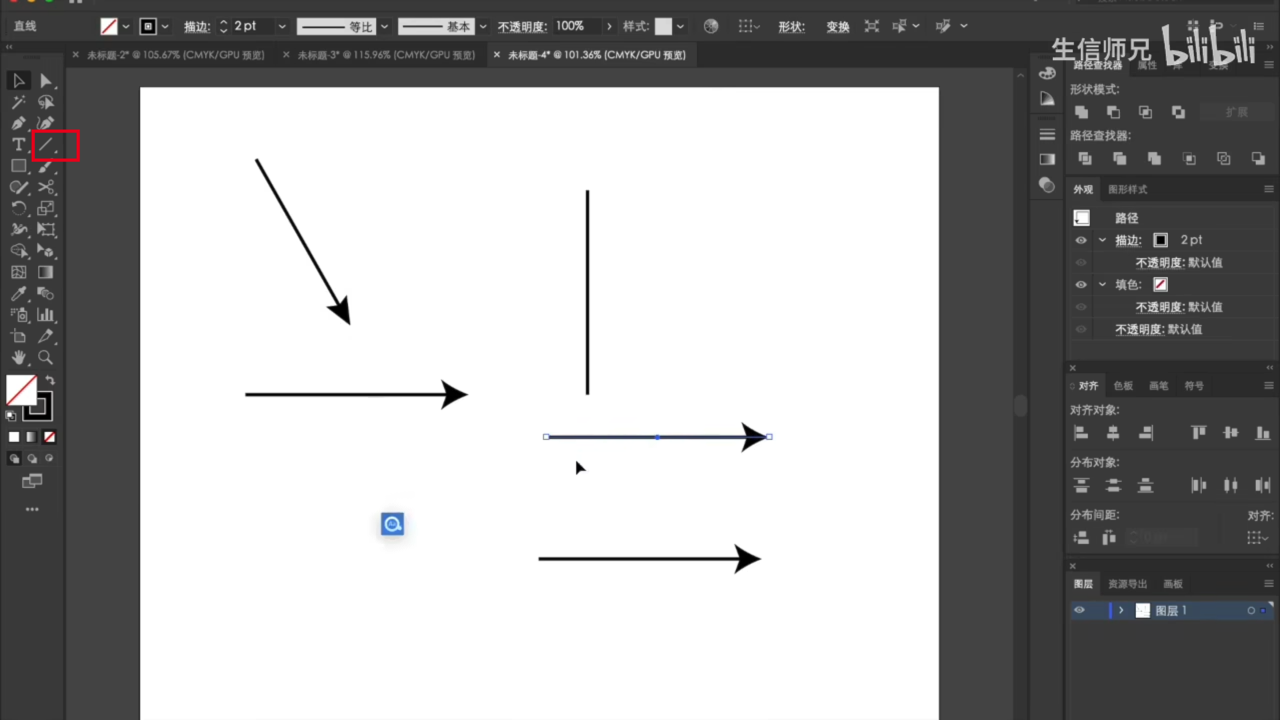 直线
描边:
2 pt
等比
基本
不透明度:
100%
样式:
形状:
变换
未标题-2* @ 105.67% (CMYK/GPU 预览)
未标题-3* @ 115.96% (CMYK/GPU 预览)
未标题-4* @ 101.36% (CMYK/GPU 预览)
生信师兄 bilibili
路径查找器
属性
形状模式:
扩展
路径查找器:
外观
图形样式
路径
描边:
2 pt
不透明度: 默认值
填色:
不透明度: 默认值
不透明度: 默认值
对齐
色板
画笔
符号
对齐对象:
分布对象:
分布间距:
对齐:
图层
资源导出
画板
图层 1